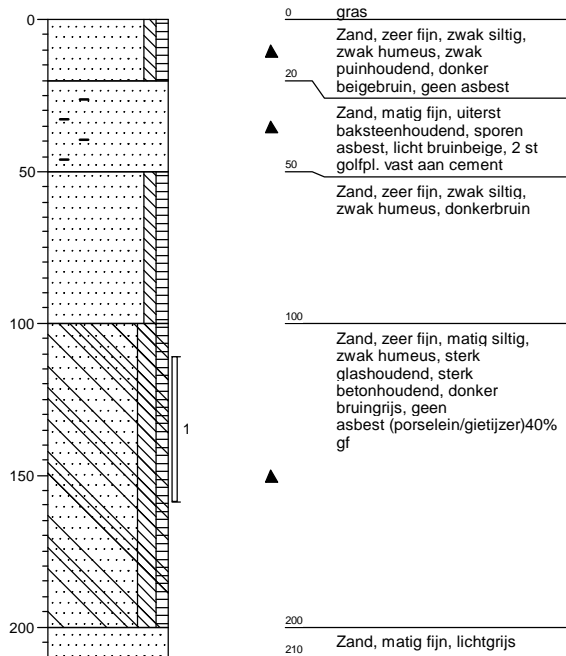 0
50
100
150
200
1
0
gras
Zand, zeer fijn, zwak siltig,
zwak humeus, zwak
puinhoudend, donker
beigebruin, geen asbest
20
Zand, matig fijn, uiterst
baksteenhoudend, sporen
asbest, licht bruinbeige, 2 st
golfpl. vast aan cement
50
Zand, zeer fijn, zwak siltig,
zwak humeus, donkerbruin
100
Zand, zeer fijn, matig siltig,
zwak humeus, sterk
glashoudend, sterk
betonhoudend, donker
bruingrijs, geen
asbest (porselein/gietijzer)40%
gf
200
Zand, matig fijn, lichtgrijs
210